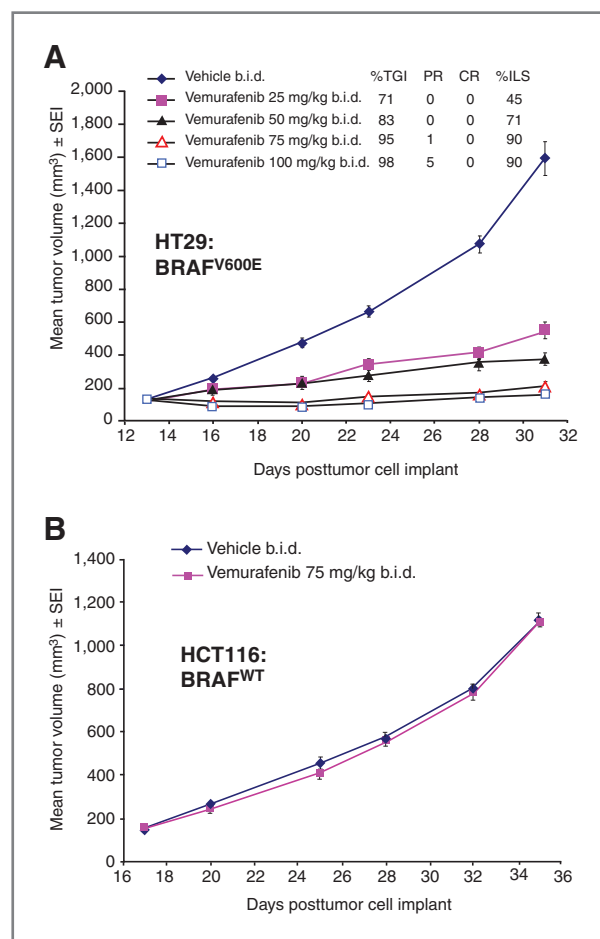 A
Vehicle b.i.d. %TGI PR CR %ILS
Vemurafenib 25 mg/kg b.i.d. 71 0 0 45
Vemurafenib 50 mg/kg b.i.d. 83 0 0 71
Vemurafenib 75 mg/kg b.i.d. 95 1 0 90
Vemurafenib 100 mg/kg b.i.d. 98 5 0 90
Mean tumor volume (mm³) ± SEI
2,000
1,800
1,600
1,400
1,200
1,000
800
600
400
200
0
HT29:
BRAFV600E
12 14 16 18 20 22 24 26 28 30 32
Days posttumor cell implant
B
Vehicle b.i.d.
Vemurafenib 75 mg/kg b.i.d.
Mean tumor volume (mm³) ± SEI
1,400
1,200
1,000
800
600
400
200
0
HCT116:
BRAFWT
16 18 20 22 24 26 28 30 32 34 36
Days posttumor cell implant